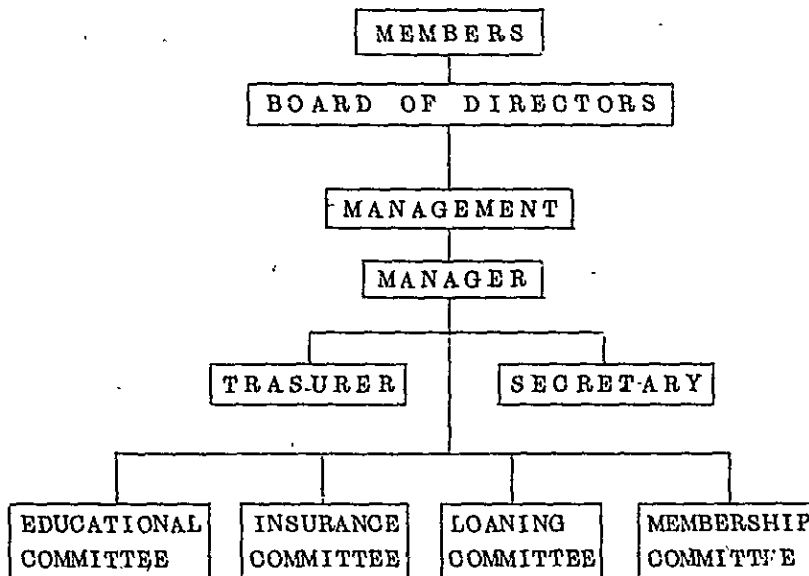 MEMBERS
BOARD OF DIRECTORS
MANAGEMENT
MANAGER
TRASURER SECRETARY
EDUCATIONAL COMMITTEE
INSURANCE COMMITTEE
LOANING COMMITTEE
MEMBERSHIP COMMITTEE